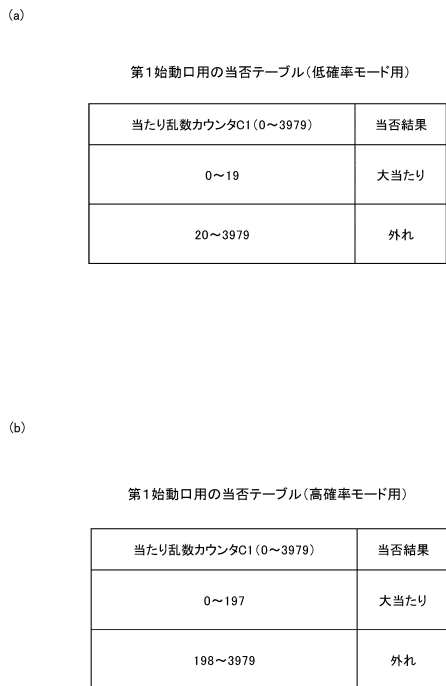 (a)
第1始動口用の当否テーブル(低確率モード用)
当たり乱数カウンタC1(0～3979) 当否結果
0～19 大当たり
20～3979 外れ
(b)
第1始動口用の当否テーブル(高確率モード用)
当たり乱数カウンタC1(0～3979) 当否結果
0～197 大当たり
198～3979 外れ